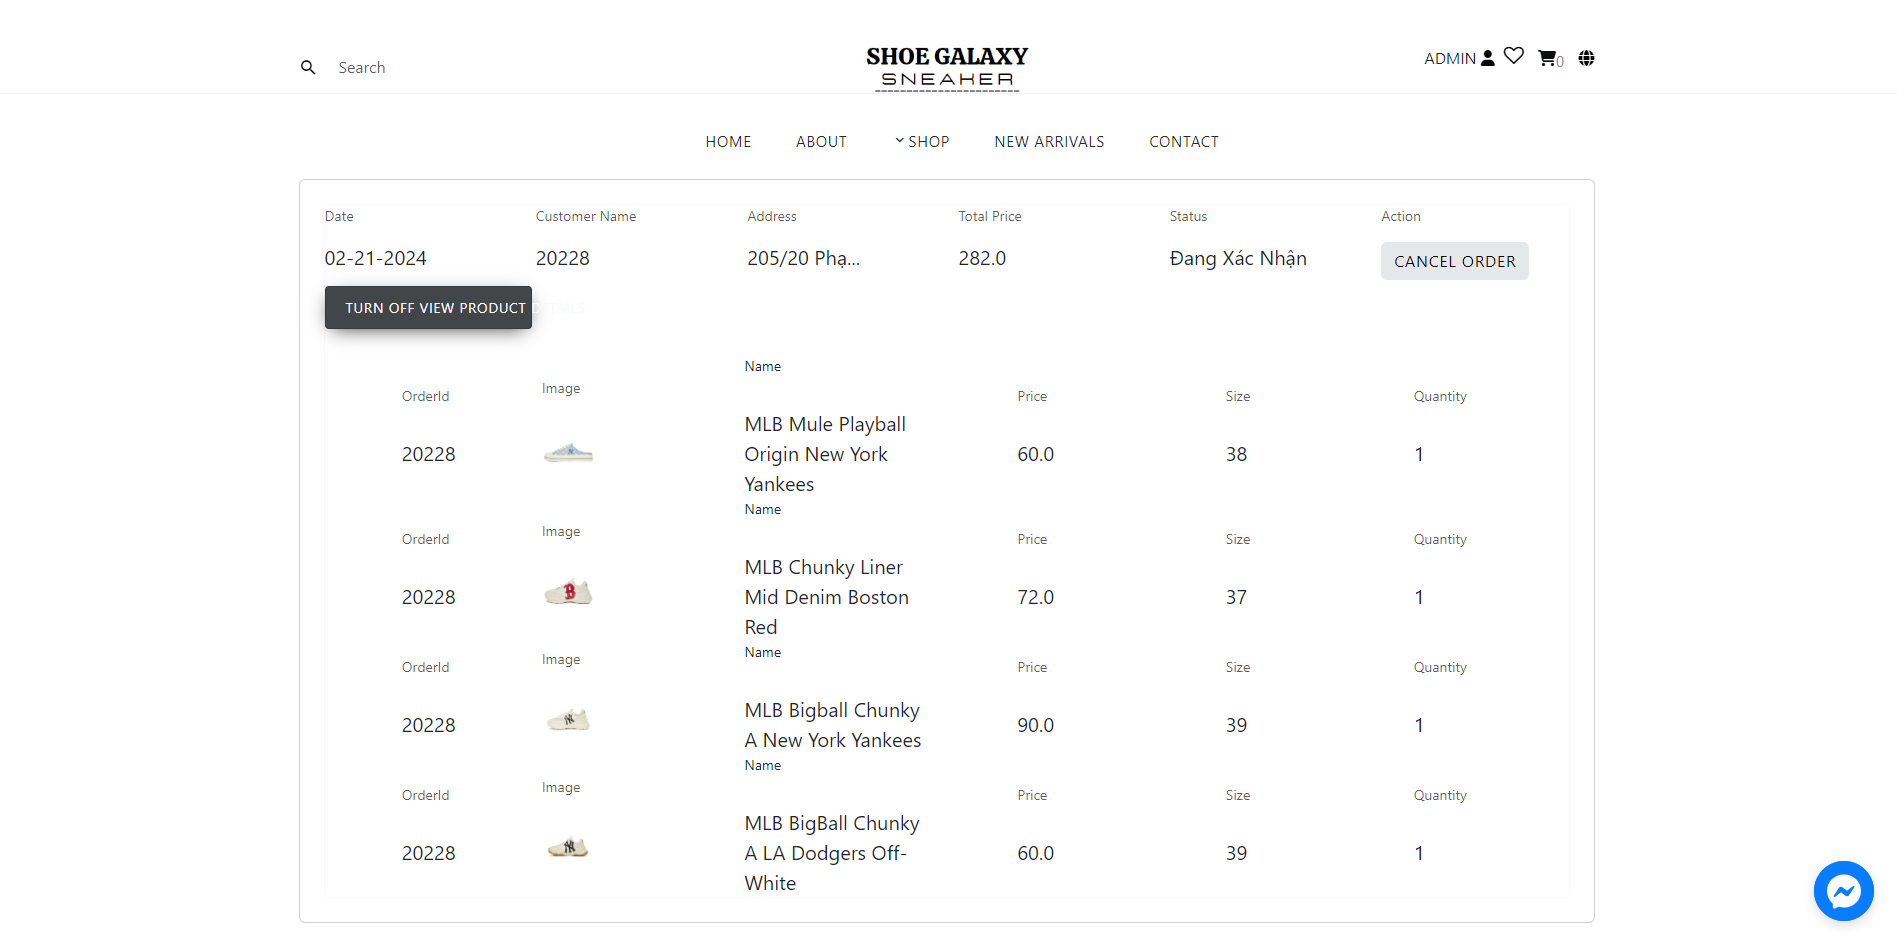 Search
SHOE GALAXY
SNEAKER
ADMIN
0
HOME
ABOUT
SHOP
NEW ARRIVALS
CONTACT
Date
Customer Name
Address
Total Price
Status
Action
02-21-2024
20228
205/20 Phạ...
282.0
Đang Xác Nhận
CANCEL ORDER
TURN OFF VIEW PRODUCT DETAILS
Name
OrderId
Image
Price
Size
Quantity
20228
MLB Mule Playball
Origin New York
Yankees
60.0
38
1
Name
OrderId
Image
Price
Size
Quantity
20228
B
MLB Chunky Liner
Mid Denim Boston
Red
72.0
37
1
Name
OrderId
Image
Price
Size
Quantity
20228
NY
MLB Bigball Chunky
A New York Yankees
90.0
39
1
Name
OrderId
Image
Price
Size
Quantity
20228
NY
MLB BigBall Chunky
A LA Dodgers Off-
White
60.0
39
1